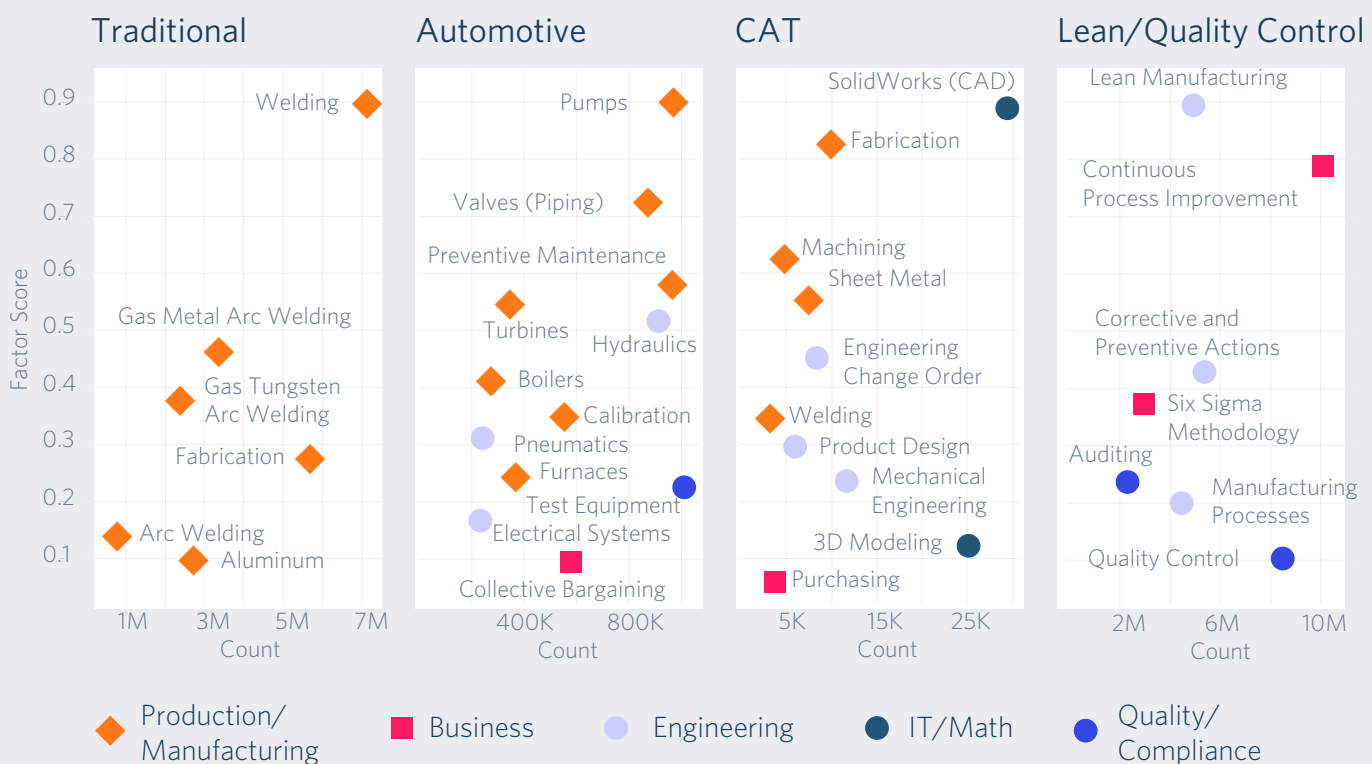 Traditional
Automotive
CAT
Lean/Quality Control
Factor Score
0.9
0.8
0.7
0.6
0.5
0.4
0.3
0.2
0.1
Welding
Gas Metal Arc Welding
Gas Tungsten
Arc Welding
Fabrication
Arc Welding
Aluminum
1M
3M
5M
7M
Count
Pumps
Valves (Piping)
Preventive Maintenance
Turbines
Hydraulics
Boilers
Calibration
Pneumatics
Furnaces
Test Equipment
Electrical Systems
Collective Bargaining
400K
800K
Count
SolidWorks (CAD)
Fabrication
Machining
Sheet Metal
Engineering
Change Order
Welding
Product Design
Mechanical
Engineering
3D Modeling
Purchasing
5K
15K
25K
Count
Lean Manufacturing
Continuous
Process Improvement
Corrective and
Preventive Actions
Six Sigma
Methodology
Auditing
Manufacturing
Processes
Quality Control
2M
6M
10M
Count
Production/
Manufacturing
Business
Engineering
IT/Math
Quality/
Compliance